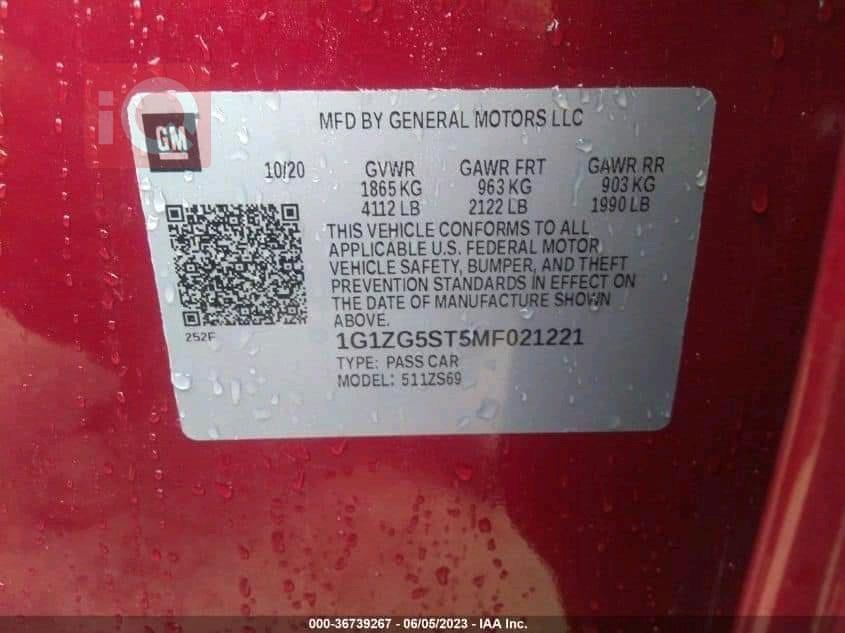 iQ
GM
MFD BY GENERAL MOTORS LLC
10/20 GVWR GAWR FRT GAWR RR
1865 KG 963 KG 903 KG
4112 LB 2122 LB 1990 LB
THIS VEHICLE CONFORMS TO ALL
APPLICABLE U.S. FEDERAL MOTOR
VEHICLE SAFETY, BUMPER, AND THEFT
PREVENTION STANDARDS IN EFFECT ON
THE DATE OF MANUFACTURE SHOWN
ABOVE.
252F
1G1ZG5ST5MF021221
TYPE: PASS CAR
MODEL: 511ZS69
000-36739267 - 06/05/2023 - IAA Inc.